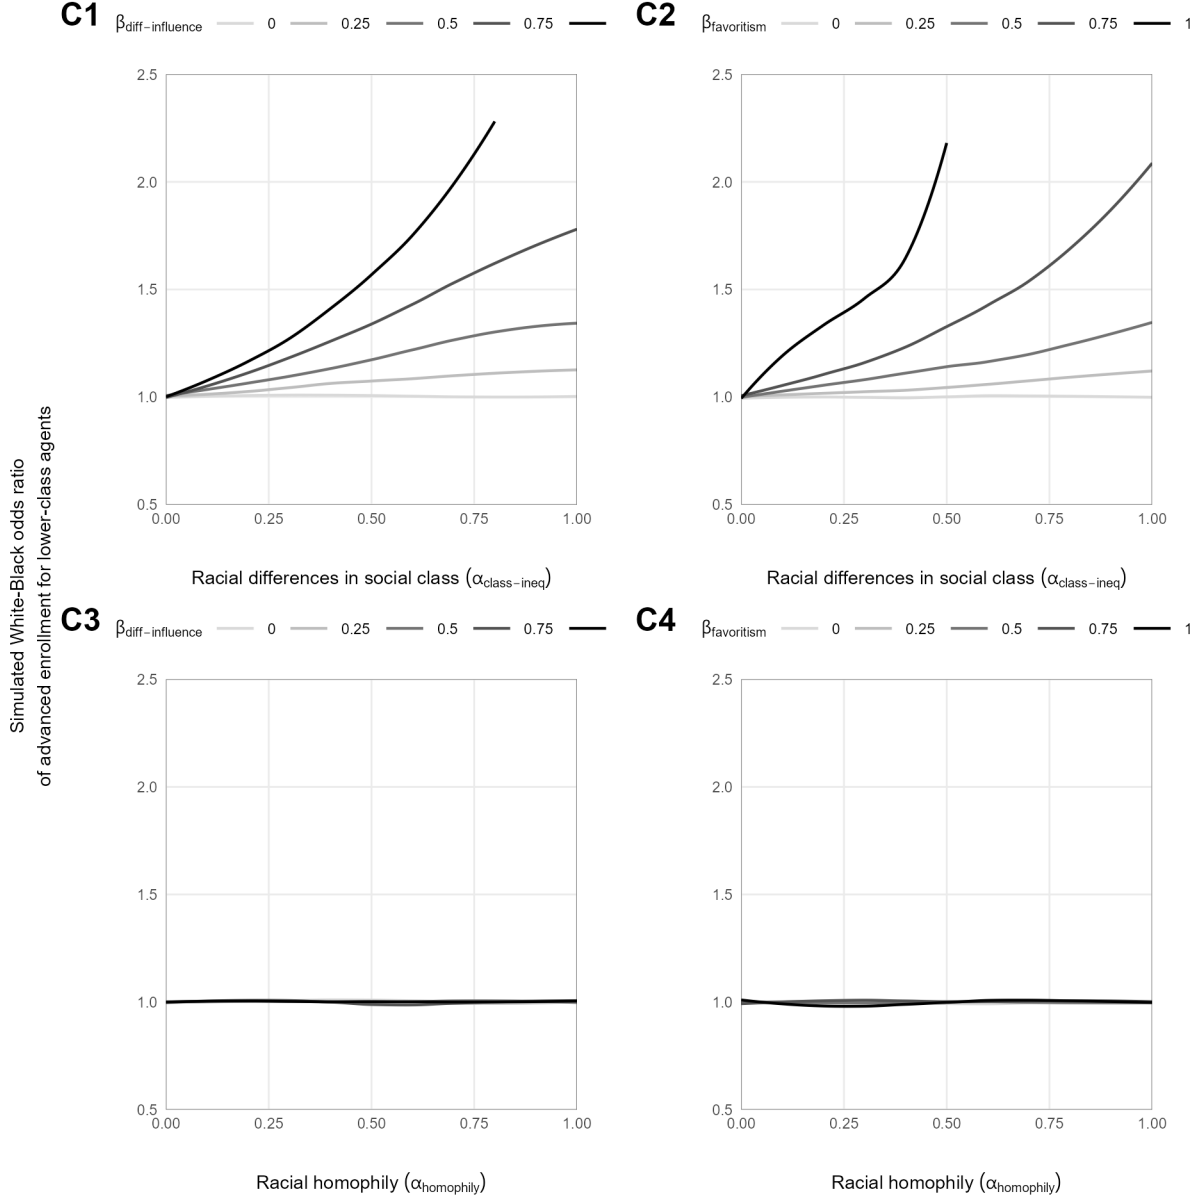 C1 βdiff−influence 0 0.25 0.5 0.75
C2 βfavoritism 0 0.25 0.5 0.75 1
2.5
2.0
1.5
1.0
0.5
0.00 0.25 0.50 0.75 1.00
Racial differences in social class (αclass−ineq)
2.5
2.0
1.5
1.0
0.5
0.00 0.25 0.50 0.75 1.00
Racial differences in social class (αclass−ineq)
Simulated White-Black odds ratio
of advanced enrollment for lower-class agents
C3 βdiff−influence 0 0.25 0.5 0.75
C4 βfavoritism 0 0.25 0.5 0.75 1
2.5
2.0
1.5
1.0
0.5
0.00 0.25 0.50 0.75 1.00
Racial homophily (αhomophily)
2.5
2.0
1.5
1.0
0.5
0.00 0.25 0.50 0.75 1.00
Racial homophily (αhomophily)